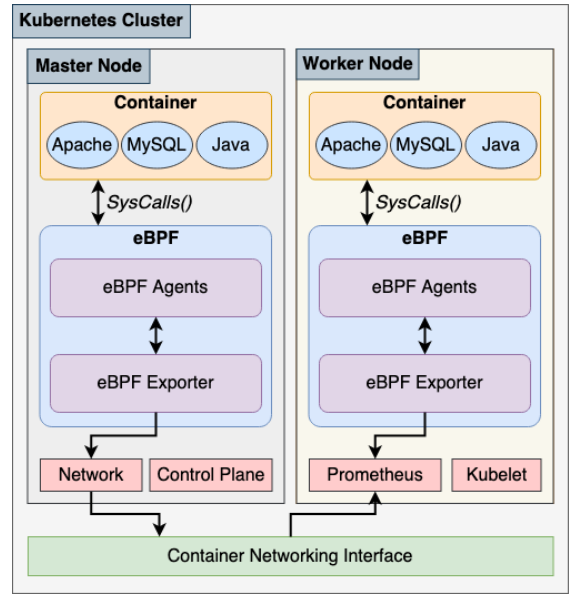 Kubernetes Cluster
Master Node
Container
Apache
MySQL
Java
SysCalls()
eBPF
eBPF Agents
eBPF Exporter
Network
Control Plane
Worker Node
Container
Apache
MySQL
Java
SysCalls()
eBPF
eBPF Agents
eBPF Exporter
Prometheus
Kubelet
Container Networking Interface